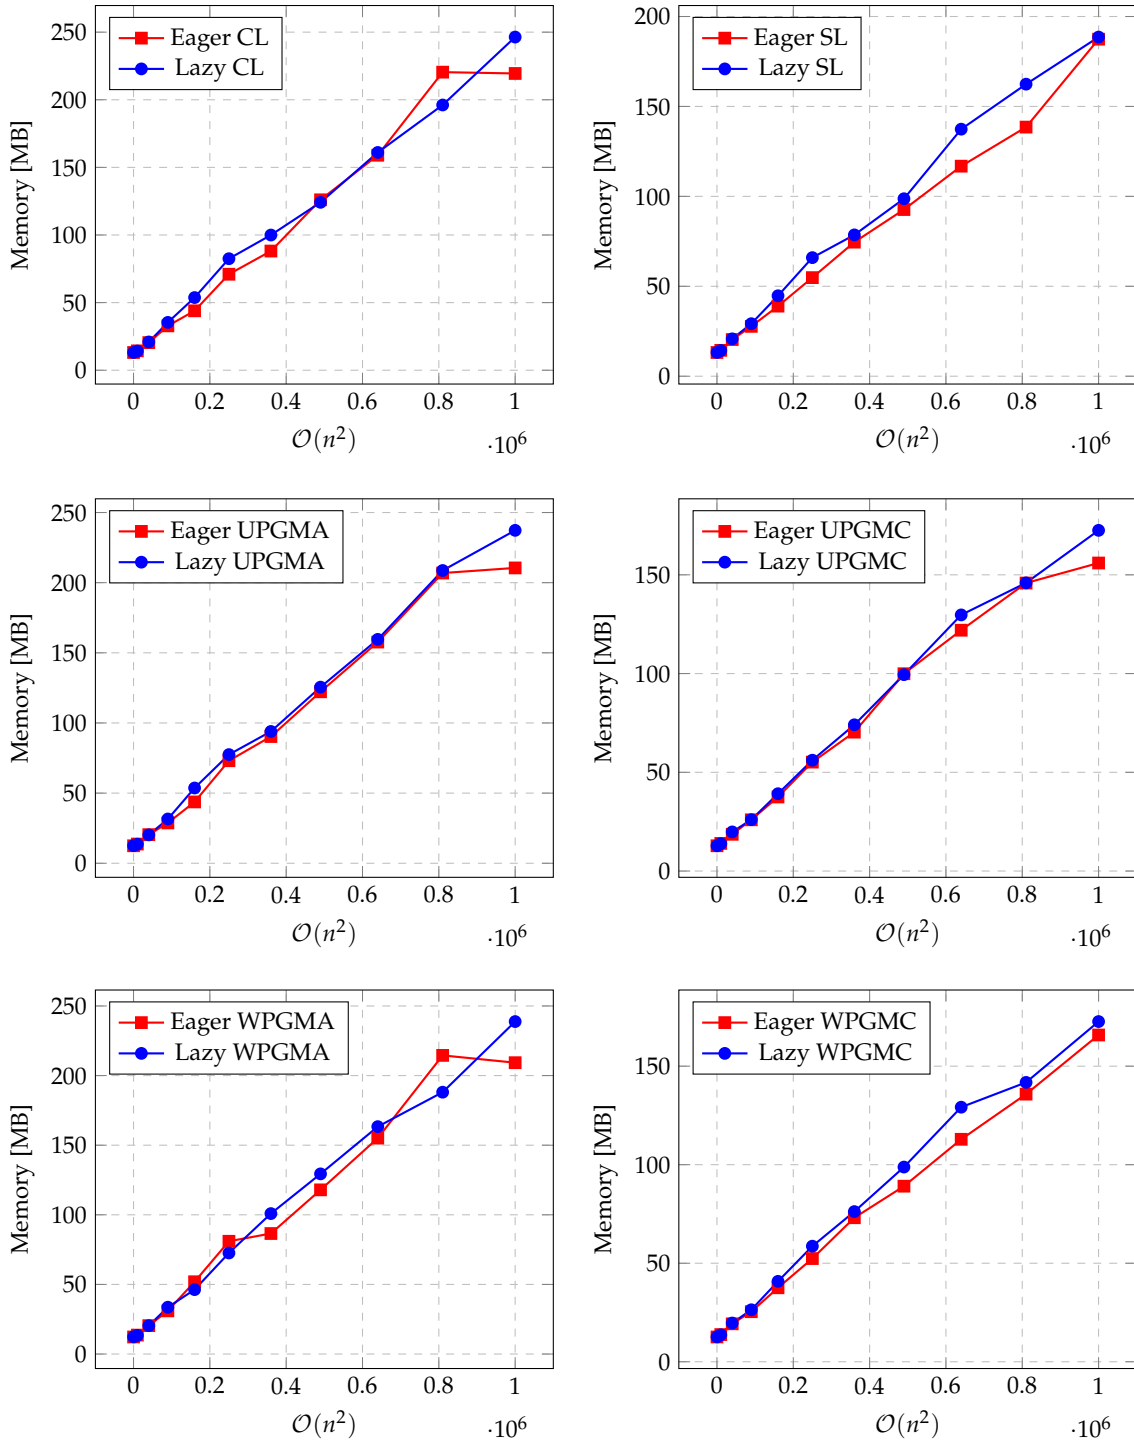 Eager CL
Lazy CL
Memory [MB]
250
200
150
100
50
0
0 0.2 0.4 0.6 0.8 1
𝒪(n²)
·10⁶
Eager SL
Lazy SL
Memory [MB]
200
150
100
50
0
0 0.2 0.4 0.6 0.8 1
𝒪(n²)
·10⁶
Eager UPGMA
Lazy UPGMA
Memory [MB]
250
200
150
100
50
0
0 0.2 0.4 0.6 0.8 1
𝒪(n²)
·10⁶
Eager UPGMC
Lazy UPGMC
Memory [MB]
150
100
50
0
0 0.2 0.4 0.6 0.8 1
𝒪(n²)
·10⁶
Eager WPGMA
Lazy WPGMA
Memory [MB]
250
200
150
100
50
0
0 0.2 0.4 0.6 0.8 1
𝒪(n²)
·10⁶
Eager WPGMC
Lazy WPGMC
Memory [MB]
150
100
50
0
0 0.2 0.4 0.6 0.8 1
𝒪(n²)
·10⁶